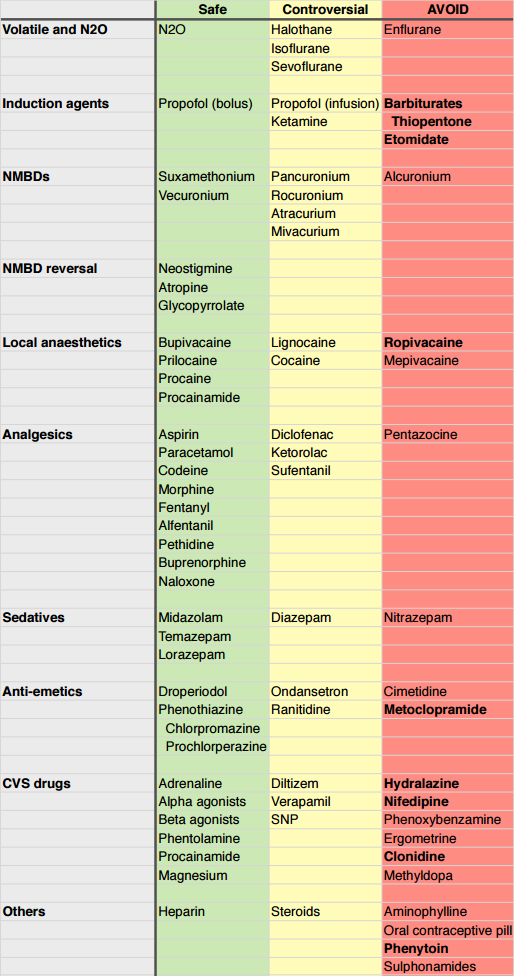 Safe Controversial AVOID
Volatile and N2O N2O Halothane Enflurane
Isoflurane
Sevoflurane
Induction agents Propofol (bolus) Propofol (infusion) Barbiturates
Ketamine Thiopentone
Etomidate
NMBDs Suxamethonium Pancuronium Alcuronium
Vecuronium Rocuronium
Atracurium
Mivacurium
NMBD reversal Neostigmine
Atropine
Glycopyrrolate
Local anaesthetics Bupivacaine Lignocaine Ropivacaine
Prilocaine Cocaine Mepivacaine
Procaine
Procainamide
Analgesics Aspirin Diclofenac Pentazocine
Paracetamol Ketorolac
Codeine Sufentanil
Morphine
Fentanyl
Alfentanil
Pethidine
Buprenorphine
Naloxone
Sedatives Midazolam Diazepam Nitrazepam
Temazepam
Lorazepam
Anti-emetics Droperiodol Ondansetron Cimetidine
Phenothiazine Ranitidine Metoclopramide
Chlorpromazine
Prochlorperazine
CVS drugs Adrenaline Diltizem Hydralazine
Alpha agonists Verapamil Nifedipine
Beta agonists SNP Phenoxybenzamine
Phentolamine Ergometrine
Procainamide Clonidine
Magnesium Methyldopa
Others Heparin Steroids Aminophylline
Oral contraceptive pill
Phenytoin
Sulphonamides